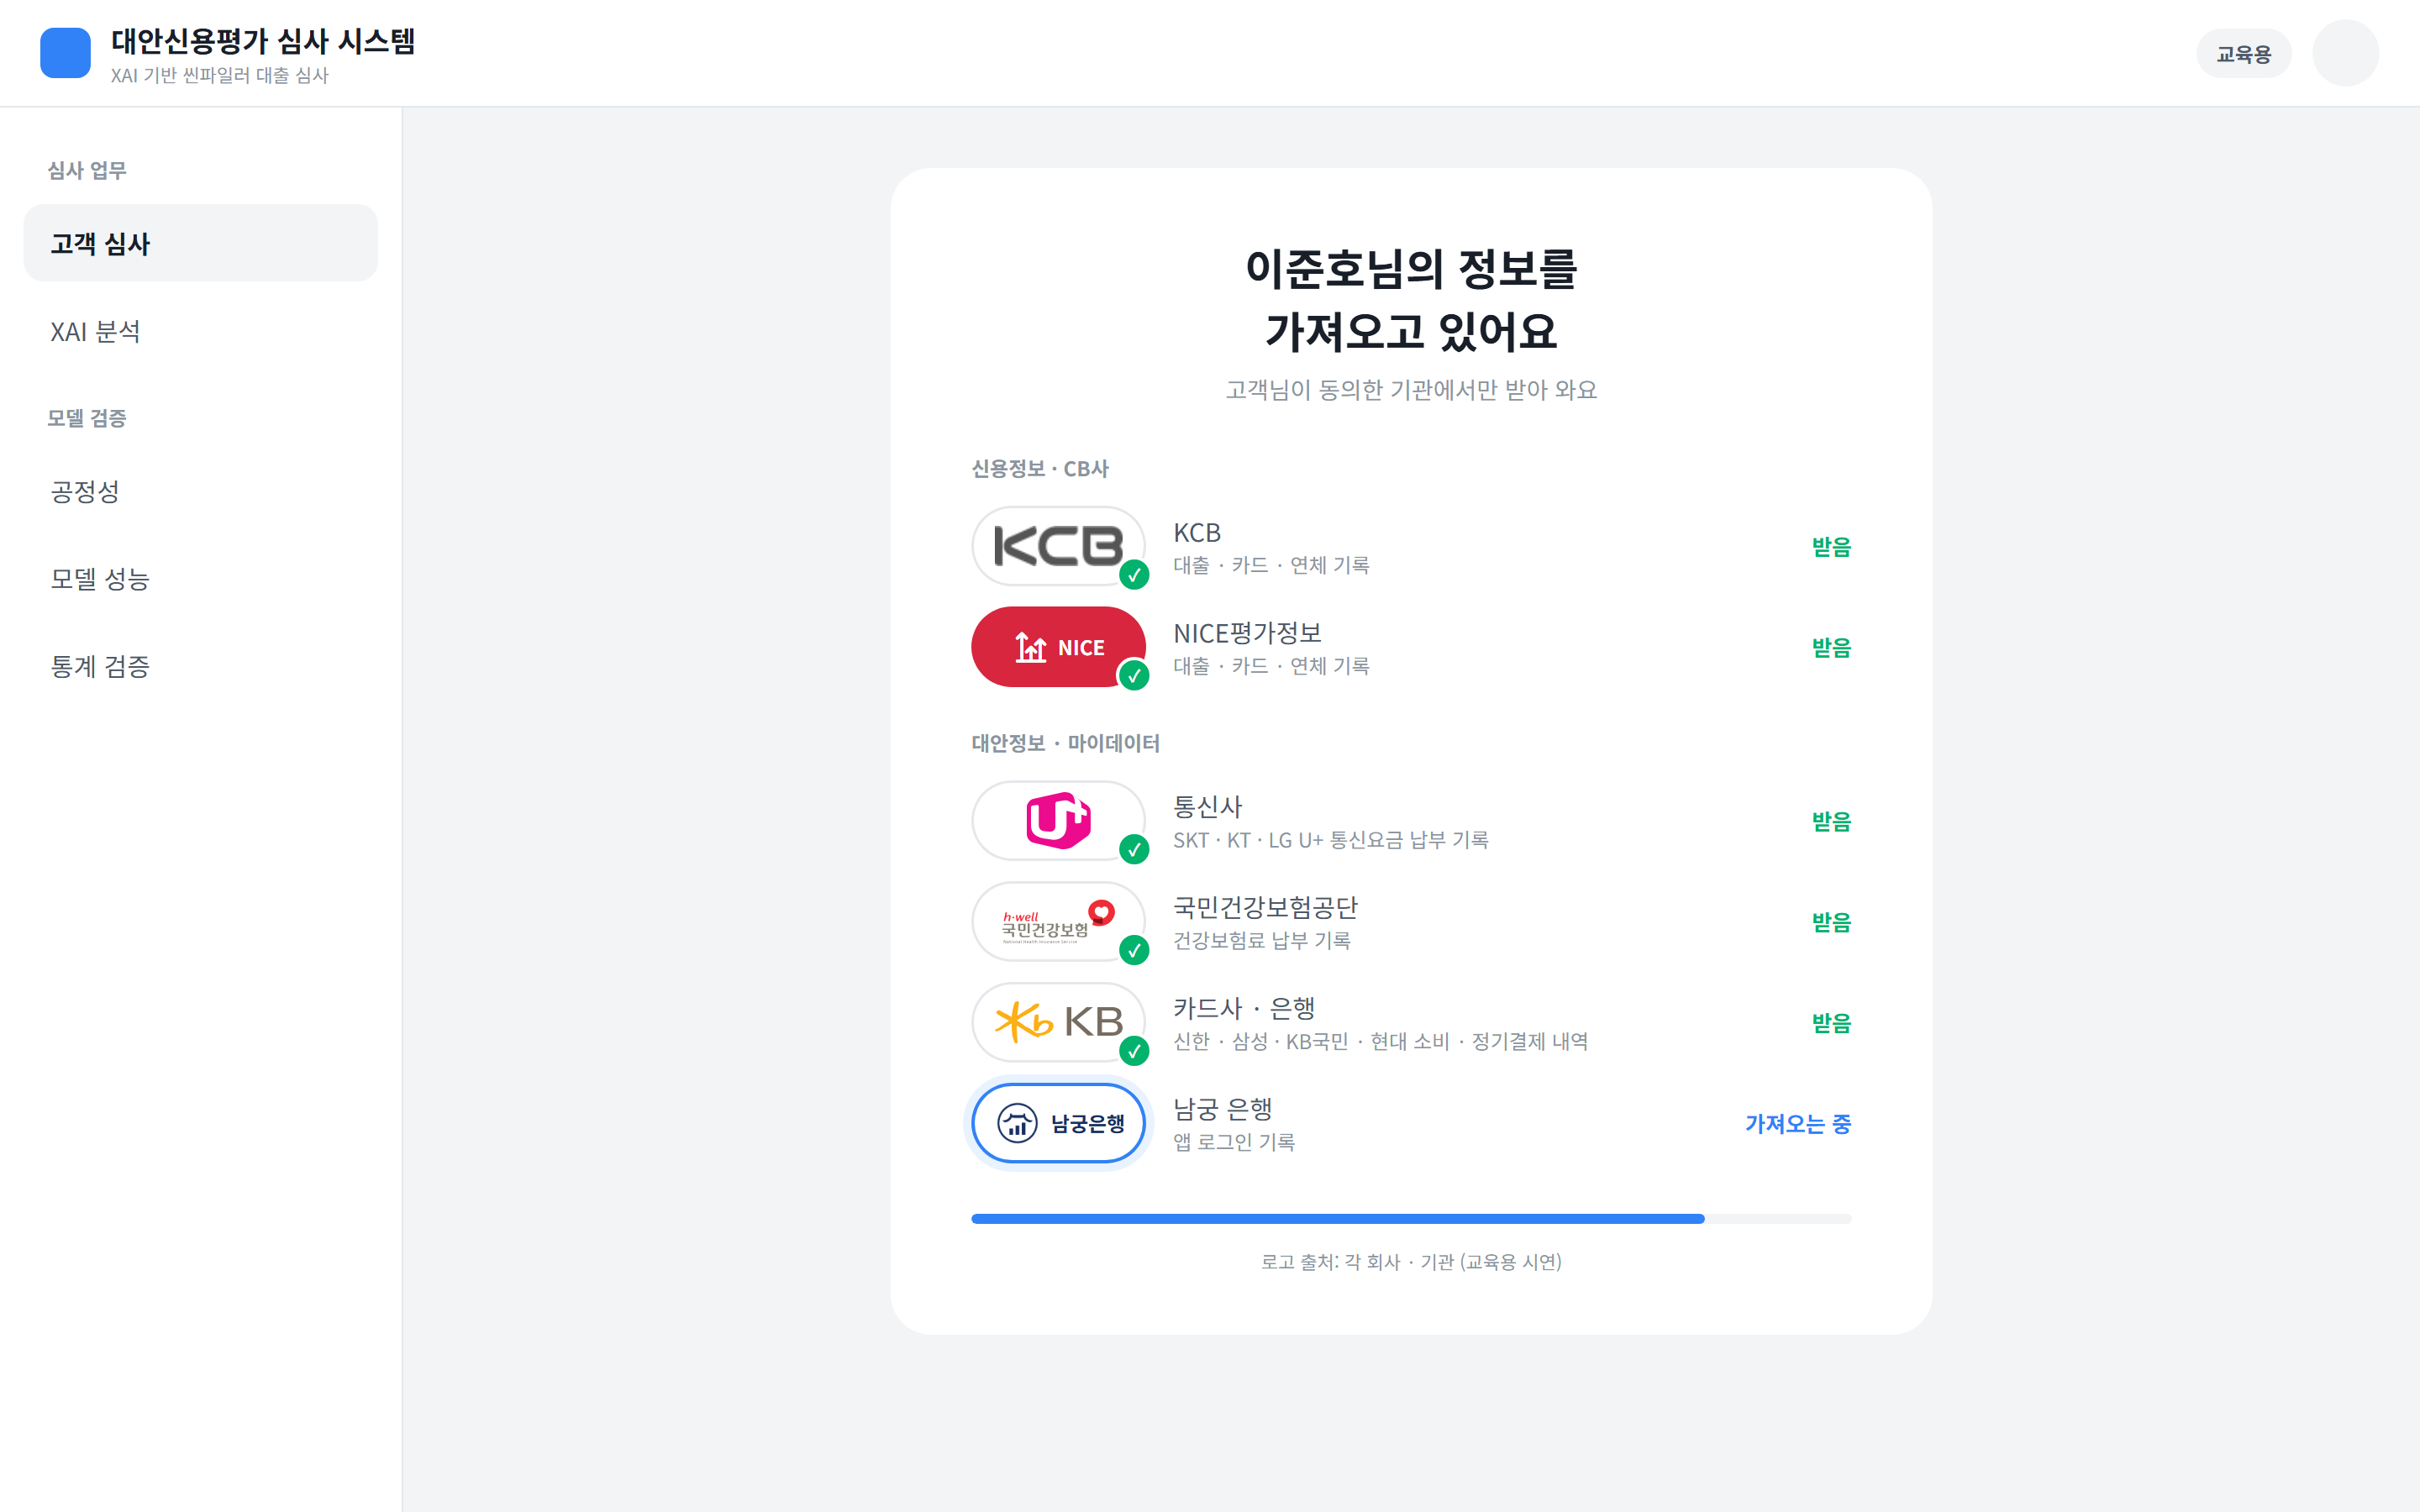 대안신용평가 심사 시스템
XAI 기반 씬파일러 대출 심사
교육용
심사 업무
고객 심사
XAI 분석
모델 검증
공정성
모델 성능
통계 검증
이준호님의 정보를
가져오고 있어요
고객님이 동의한 기관에서만 받아 와요
신용정보 · CB사
KCB
KCB
대출 · 카드 · 연체 기록
받음
NICE
NICE평가정보
대출 · 카드 · 연체 기록
받음
대안정보 · 마이데이터
U+
통신사
SKT · KT · LG U+ 통신요금 납부 기록
받음
h·well
국민건강보험
National Health Insurance Service
국민건강보험공단
건강보험료 납부 기록
받음
KB
카드사 · 은행
신한 · 삼성 · KB국민 · 현대 소비 · 정기결제 내역
받음
남궁은행
남궁 은행
앱 로그인 기록
가져오는 중
로고 출처: 각 회사 · 기관 (교육용 시연)